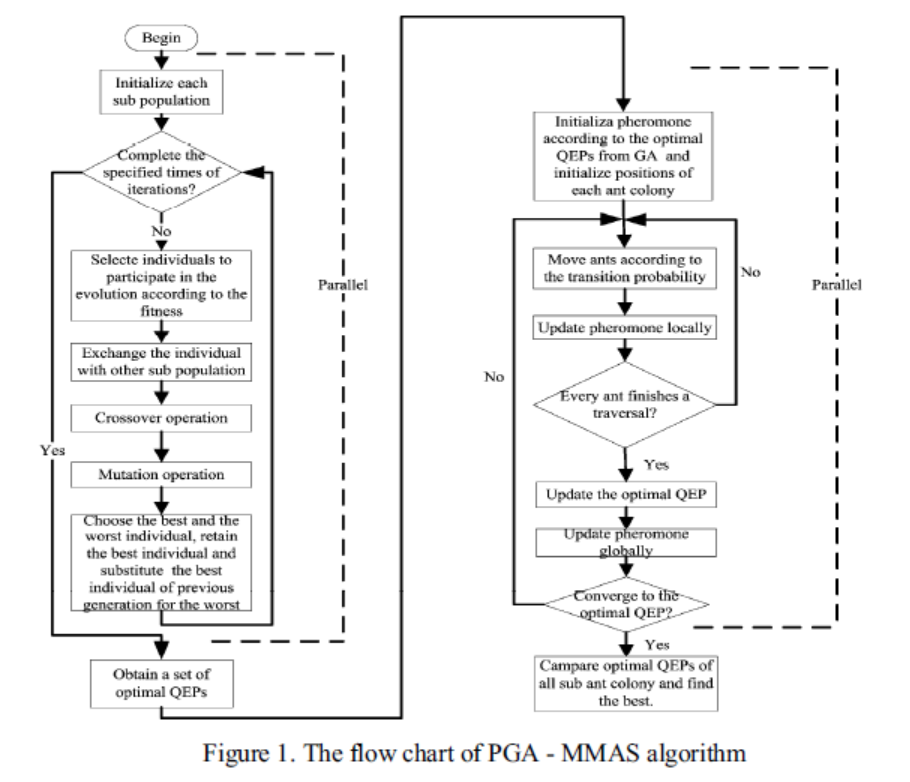 Begin
Initialize each
sub population
Complete the
specified times of
iterations?
No
Selecte individuals to
participate in the
evolution according to the
fitness
Exchange the individual
with other sub population
Crossover operation
Mutation operation
Choose the best and the
worst individual, retain
the best individual and
substitute the best
individual of previous
generation for the worst
Yes
Parallel
Obtain a set of
optimal QEPs
Initializa pheromone
according to the optimal
QEPs from GA and
initialize positions of
each ant colony
Move ants according to
the transition probability
No
Update pheromone locally
Every ant finishes a
traversal?
No
Yes
Update the optimal QEP
Update pheromone
globally
Converge to the
optimal QEP?
Yes
Campare optimal QEPs of
all sub ant colony and find
the best.
Parallel
Figure 1. The flow chart of PGA - MMAS algorithm